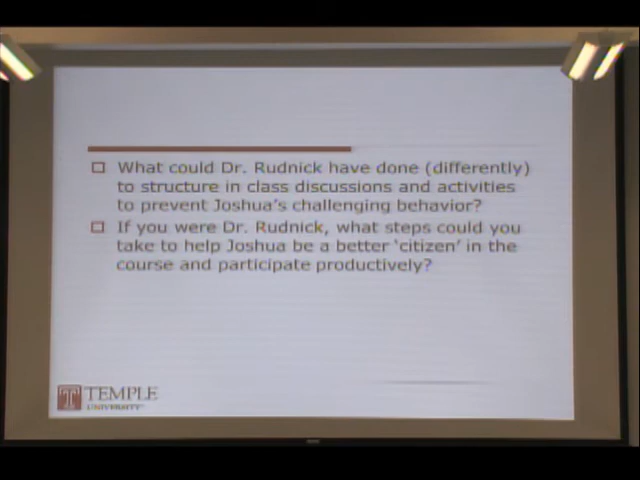 What could Dr. Rudnick have done (differently)
to structure in class discussions and activities
to prevent Joshua's challenging behavior?
If you were Dr. Rudnick, what steps could you
take to help Joshua be a better 'citizen' in the
course and participate productively?
TEMPLE
UNIVERSITY